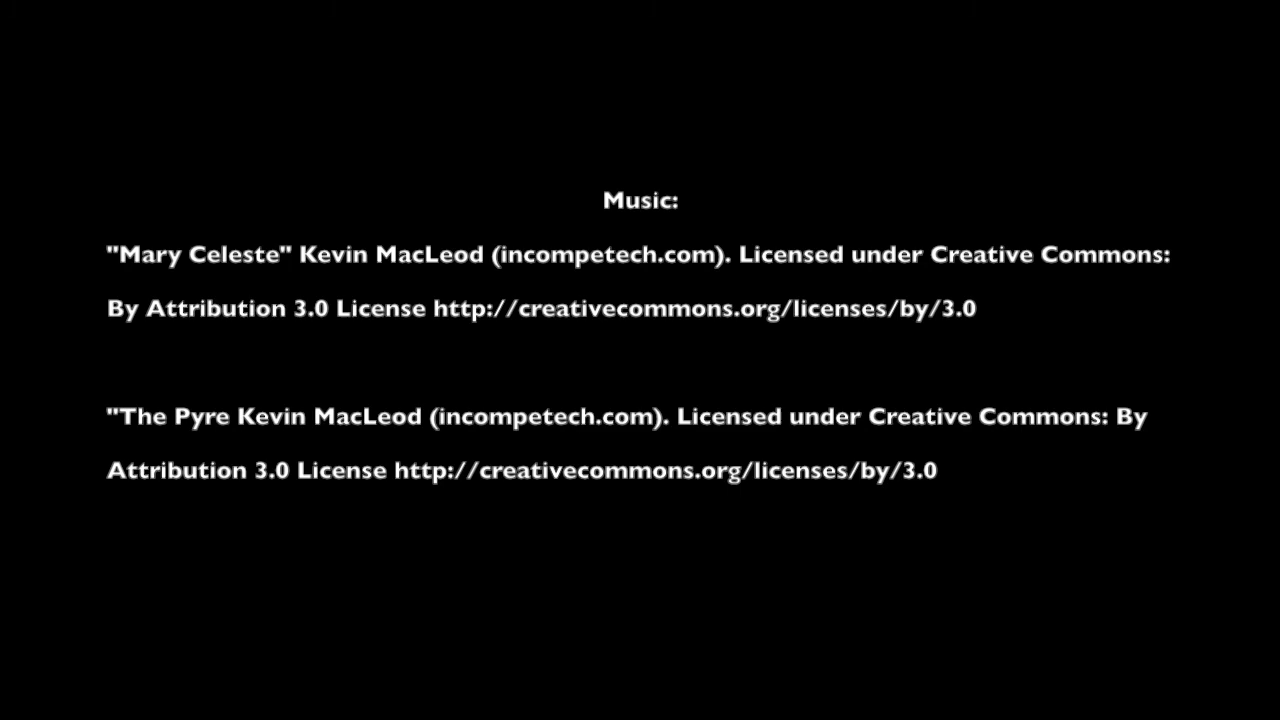 Music:
"Mary Celeste" Kevin MacLeod (incompetech.com). Licensed under Creative Commons:
By Attribution 3.0 License http://creativecommons.org/licenses/by/3.0
"The Pyre Kevin MacLeod (incompetech.com). Licensed under Creative Commons: By
Attribution 3.0 License http://creativecommons.org/licenses/by/3.0